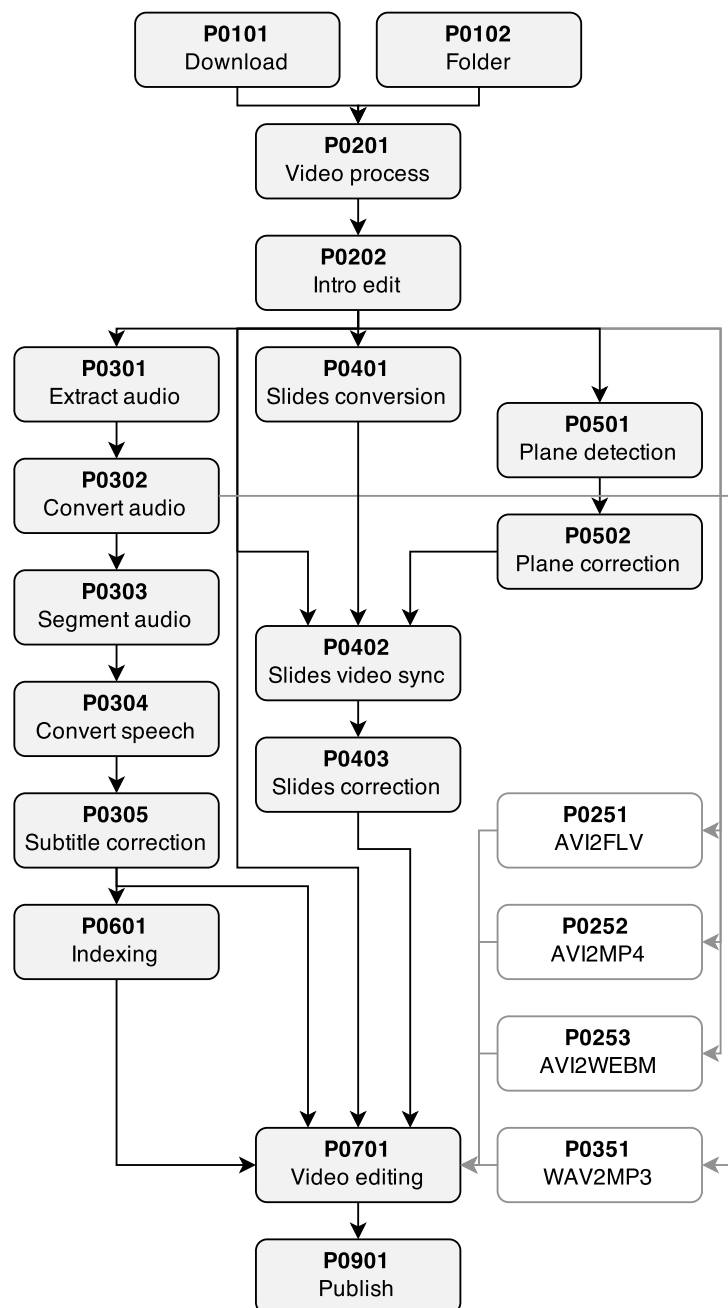 P0101
Download
P0102
Folder
P0201
Video process
P0202
Intro edit
P0301
Extract audio
P0401
Slides conversion
P0501
Plane detection
P0302
Convert audio
P0502
Plane correction
P0303
Segment audio
P0402
Slides video sync
P0304
Convert speech
P0403
Slides correction
P0305
Subtitle correction
P0251
AVI2FLV
P0601
Indexing
P0252
AVI2MP4
P0253
AVI2WEBM
P0701
Video editing
P0351
WAV2MP3
P0901
Publish